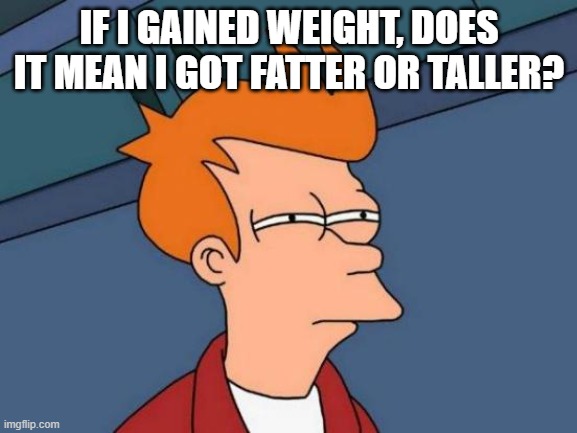 IF I GAINED WEIGHT, DOES
IT MEAN I GOT FATTER OR TALLER?
imgflip.com